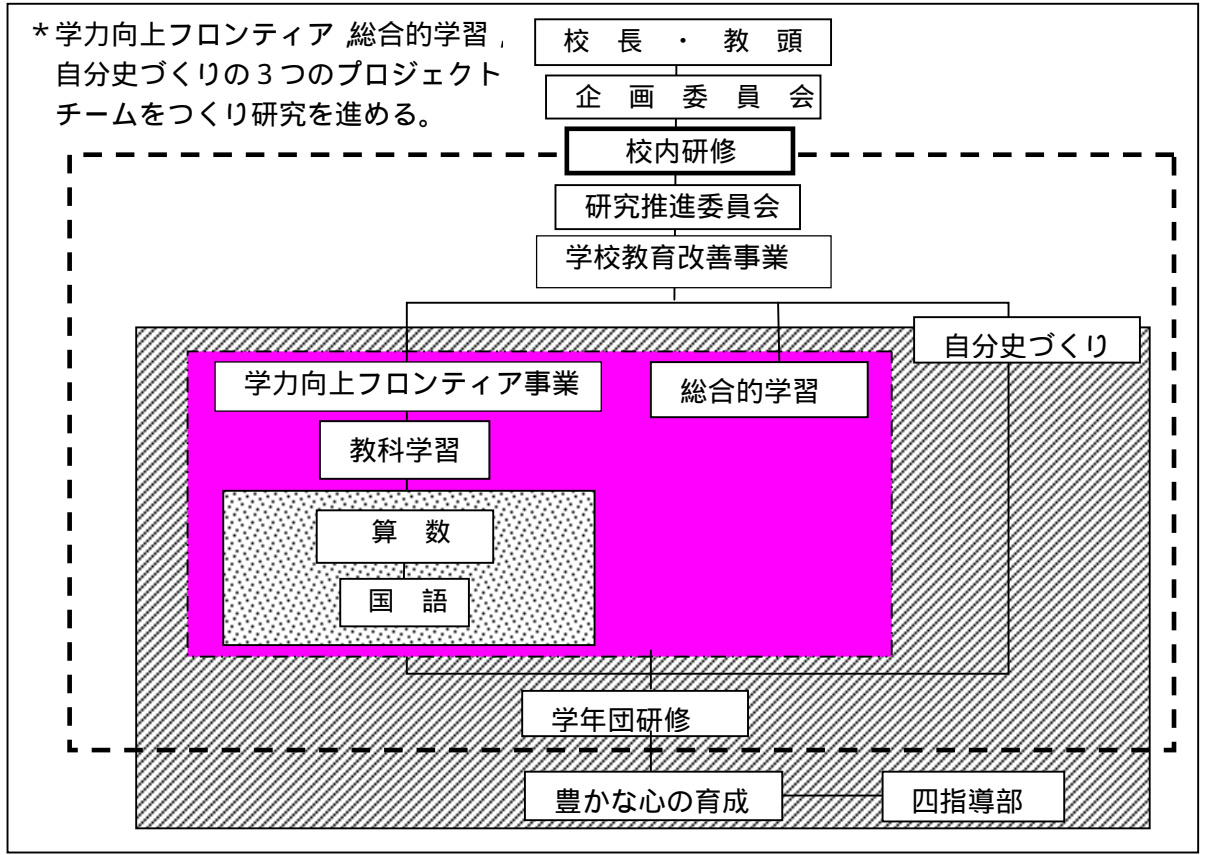 *学力向上フロンティア,総合的学習,
自分史づくりの3つのプロジェクト
チームをつくり研究を進める。
校長・教頭
企画委員会
校内研修
研究推進委員会
学校教育改善事業
自分史づくり
学力向上フロンティア事業
総合的学習
教科学習
算数
国語
学年団研修
豊かな心の育成
四指導部